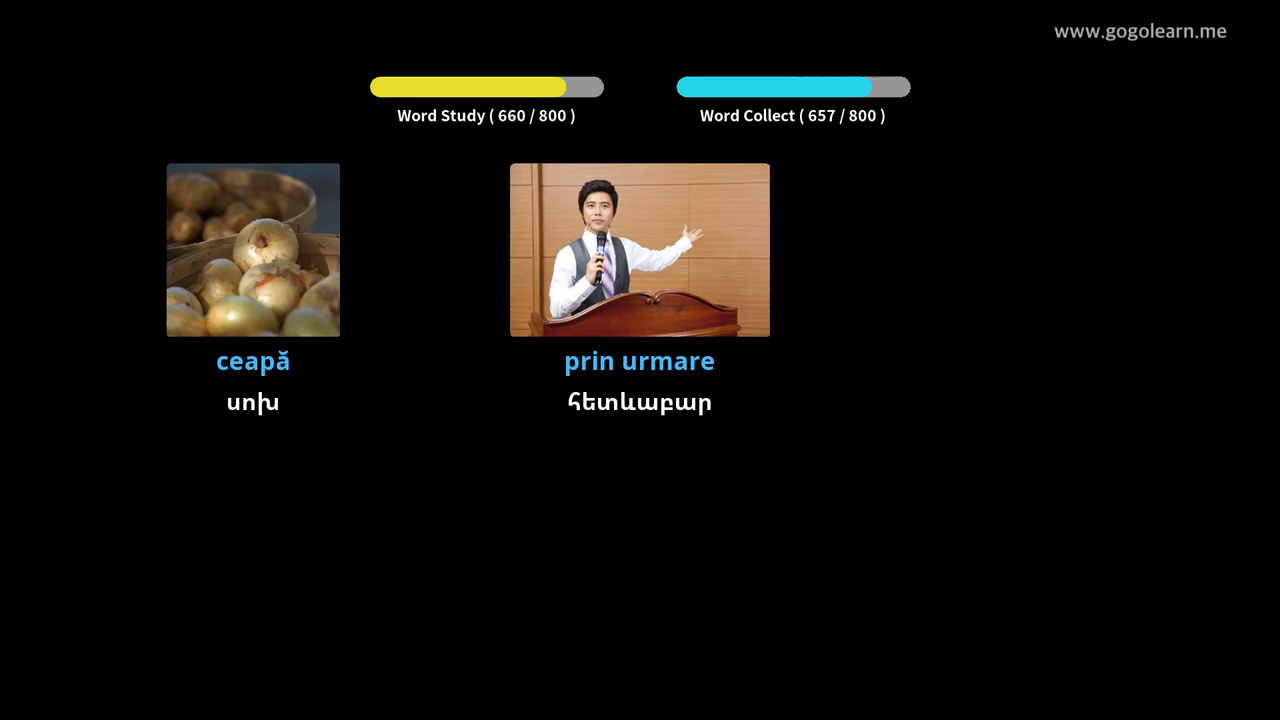 www.gogolearn.me
Word Study ( 660 / 800 )
Word Collect ( 657 / 800 )
ceapă
prin urmare
սոխ
հետևաբար